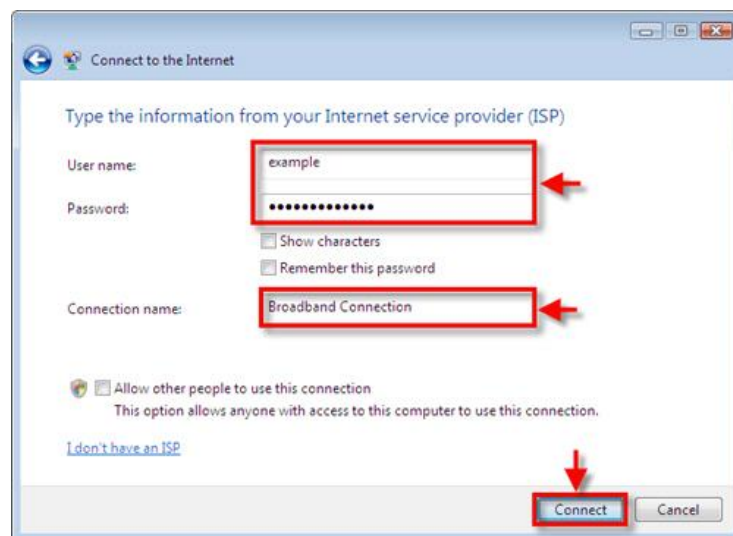 Connect to the Internet
Type the information from your Internet service provider (ISP)
User name: example
Password: •••••••••••••
Show characters
Remember this password
Connection name: Broadband Connection
Allow other people to use this connection
This option allows anyone with access to this computer to use this connection.
I don't have an ISP
Connect Cancel